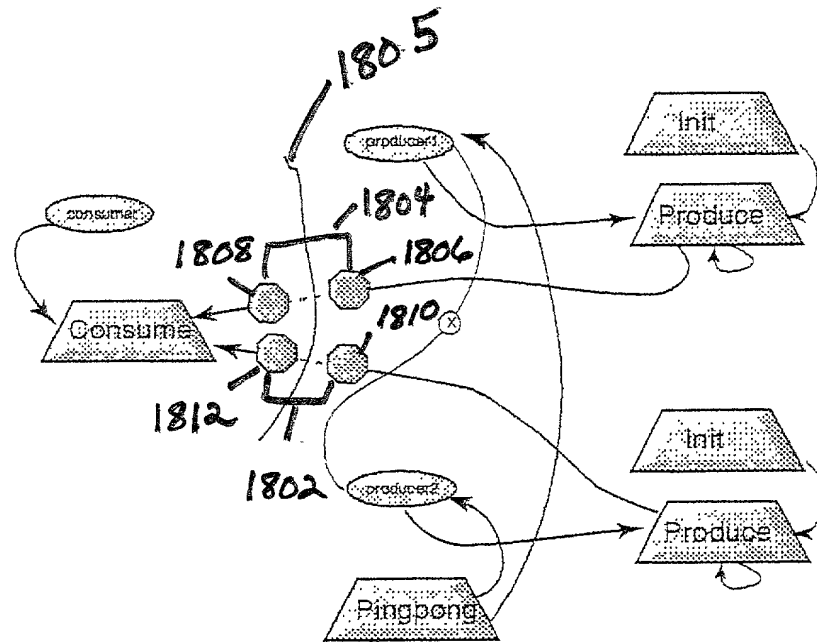 1805
Init
producer1
1804
Produce
consumer
1808
1806
Consume
1810
X
1812
Init
1802
producer2
Produce
Pingpong